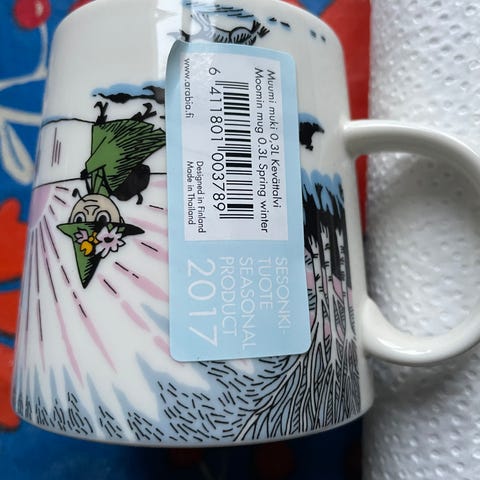 Muumi muki 0,3L Kevättalvi
Moomin mug 0.3L Spring winter
6 411801 003789
Designed in Finland
Made in Thailand
www.arabia.fi
SESONKI-
TUOTE
SEASONAL
PRODUCT
2017